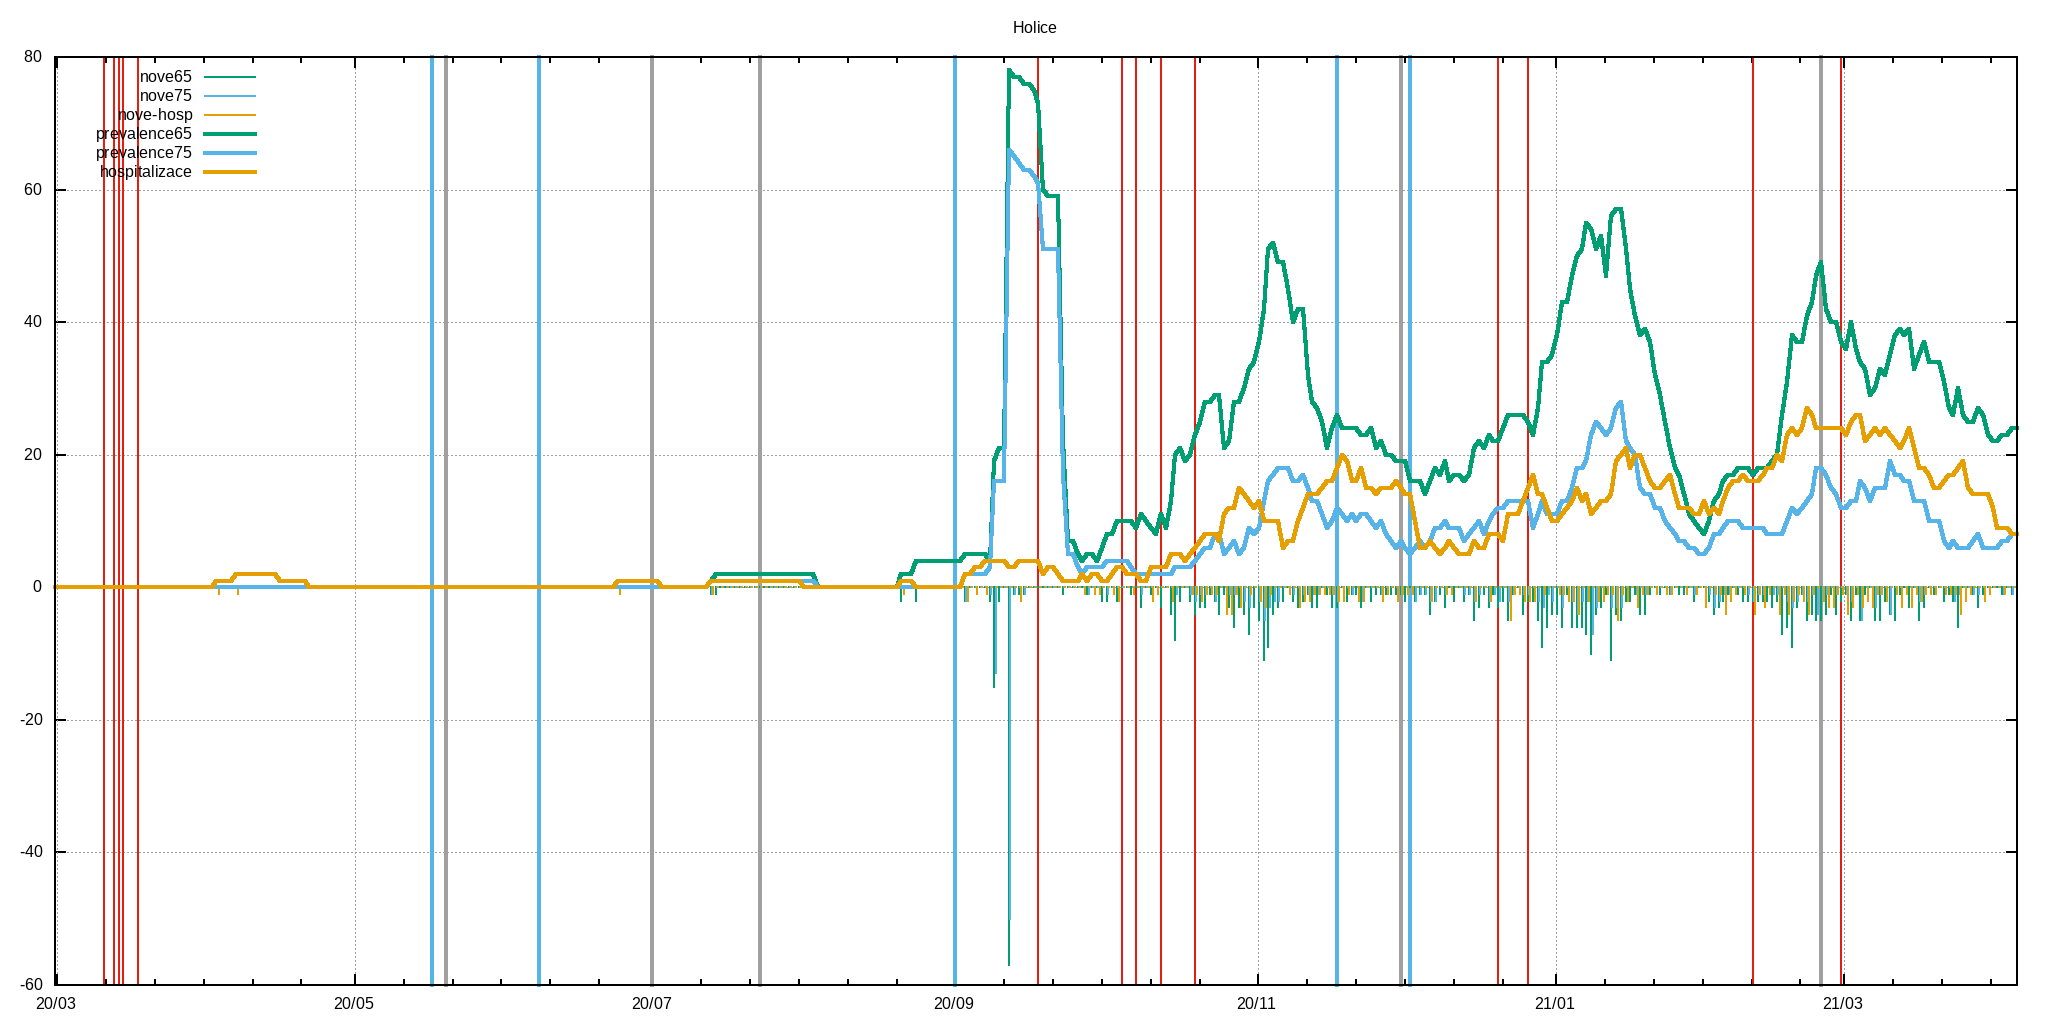 Holice
80
nove65
nove75
nove-hosp
prevalence65
prevalence75
hospitalizace
60
40
20
0
-20
-40
-60
20/03 20/05 20/07 20/09 20/11 21/01 21/03